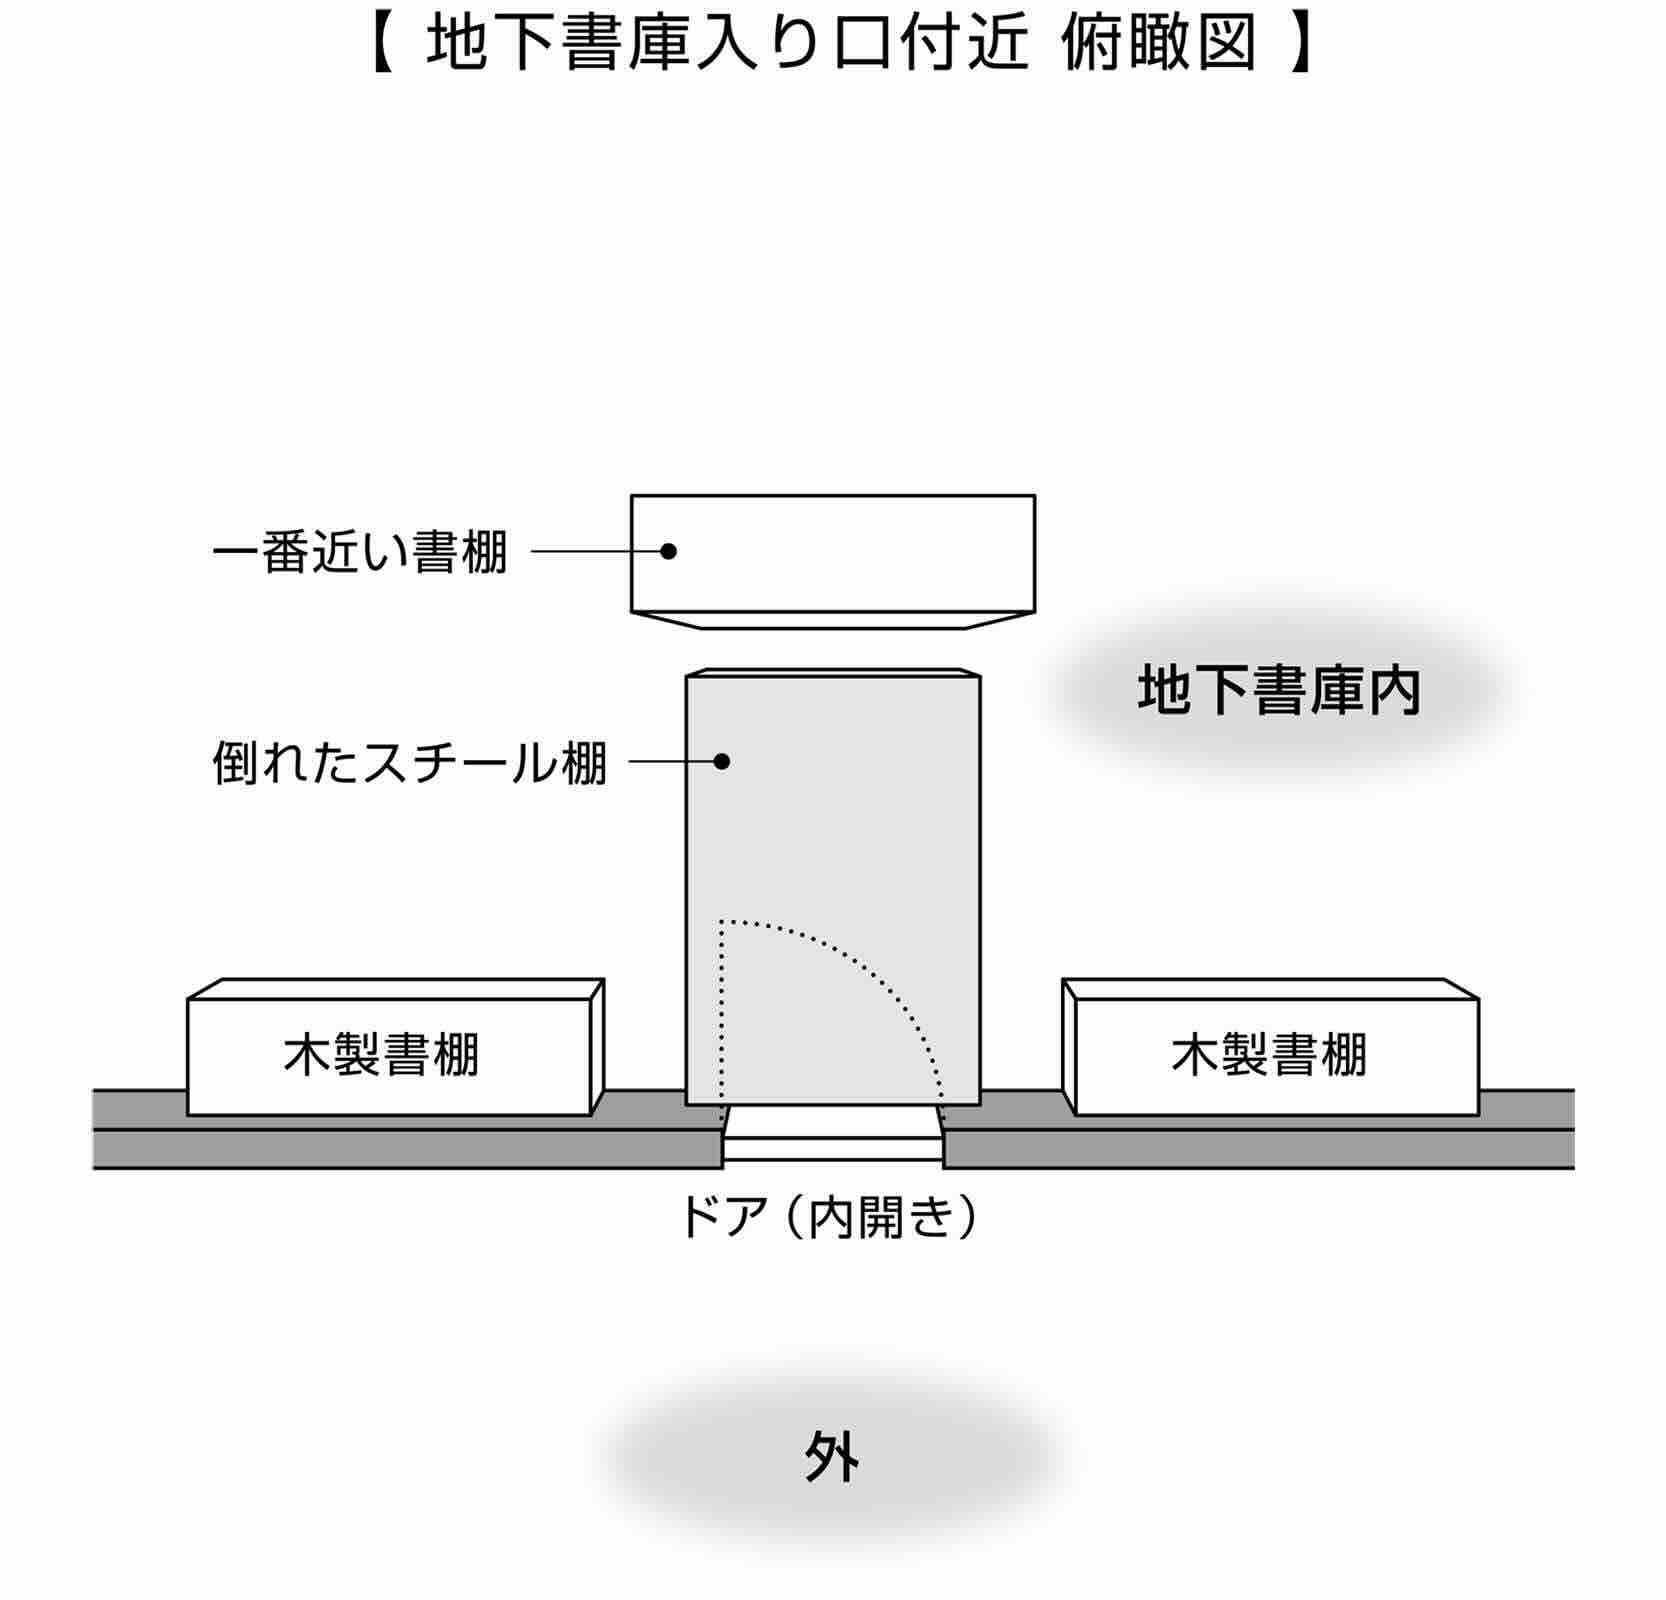 【 地下書庫入り口付近 俯瞰図 】
一番近い書棚
地下書庫内
倒れたスチール棚
木製書棚
木製書棚
ドア（内開き）
外